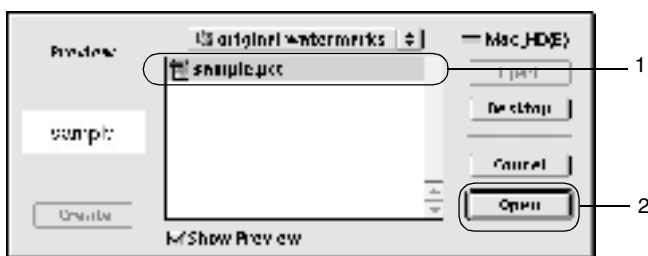 Preview
original watermarks
Mac_HD(E)
sample.pct
1
Eject
Desktop
sample
Cancel
Create
Open
2
Show Preview